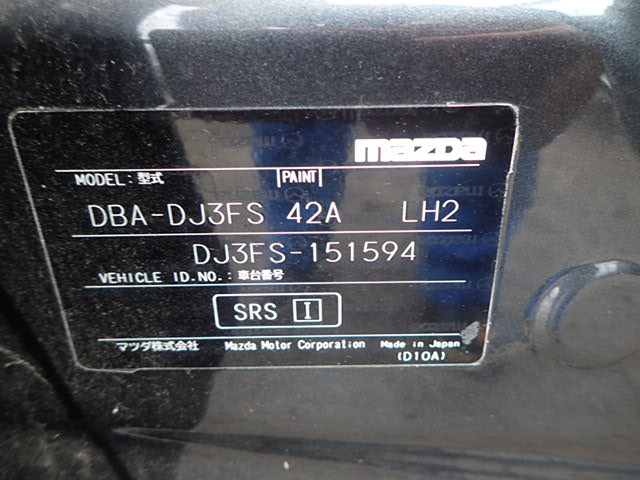 mazda
MODEL: 型式 PAINT
DBA-DJ3FS 42A LH2
DJ3FS-151594
VEHICLE ID.NO.: 車台番号
SRS I
マツダ株式会社 Mazda Motor Corporation Made in Japan
(D10A)